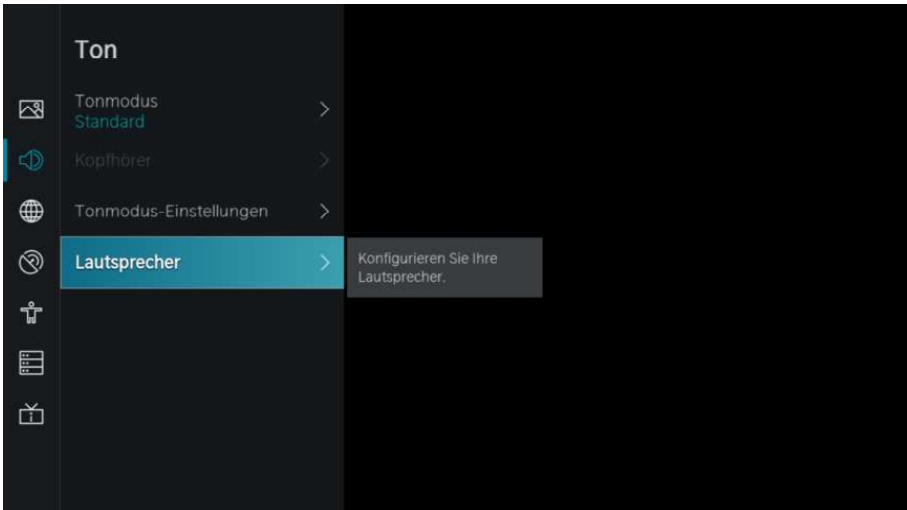 Ton
Tonmodus
Standard
Kopfhörer
Tonmodus-Einstellungen
Lautsprecher
Konfigurieren Sie Ihre
Lautsprecher.